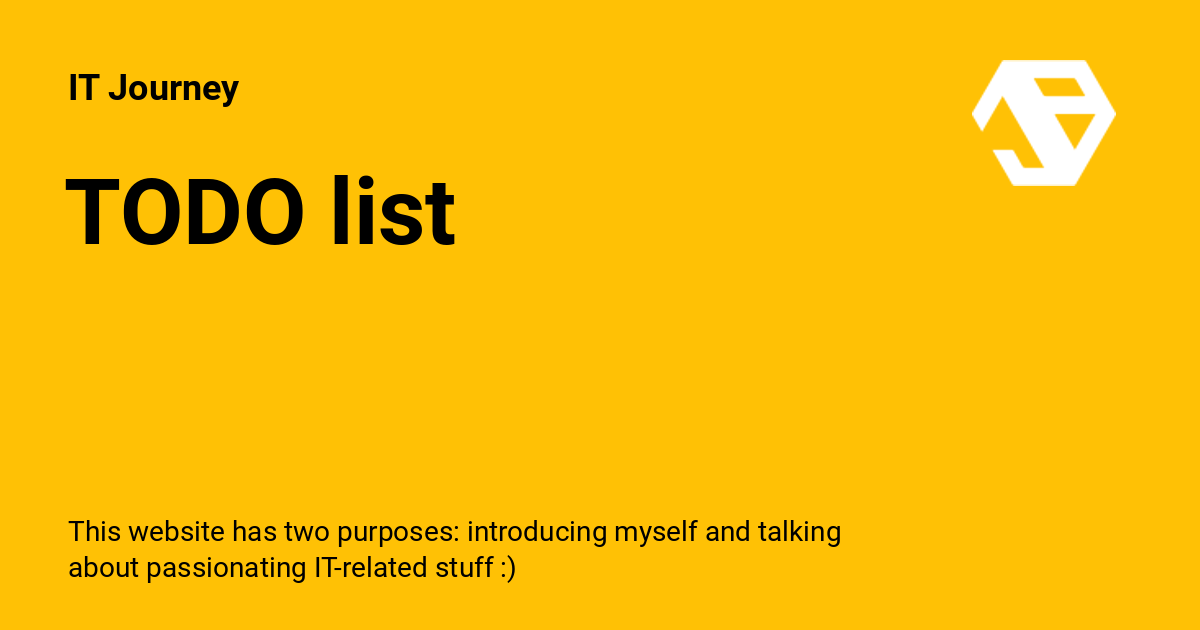 IT Journey
TODO list
This website has two purposes: introducing myself and talking
about passionating IT-related stuff :)